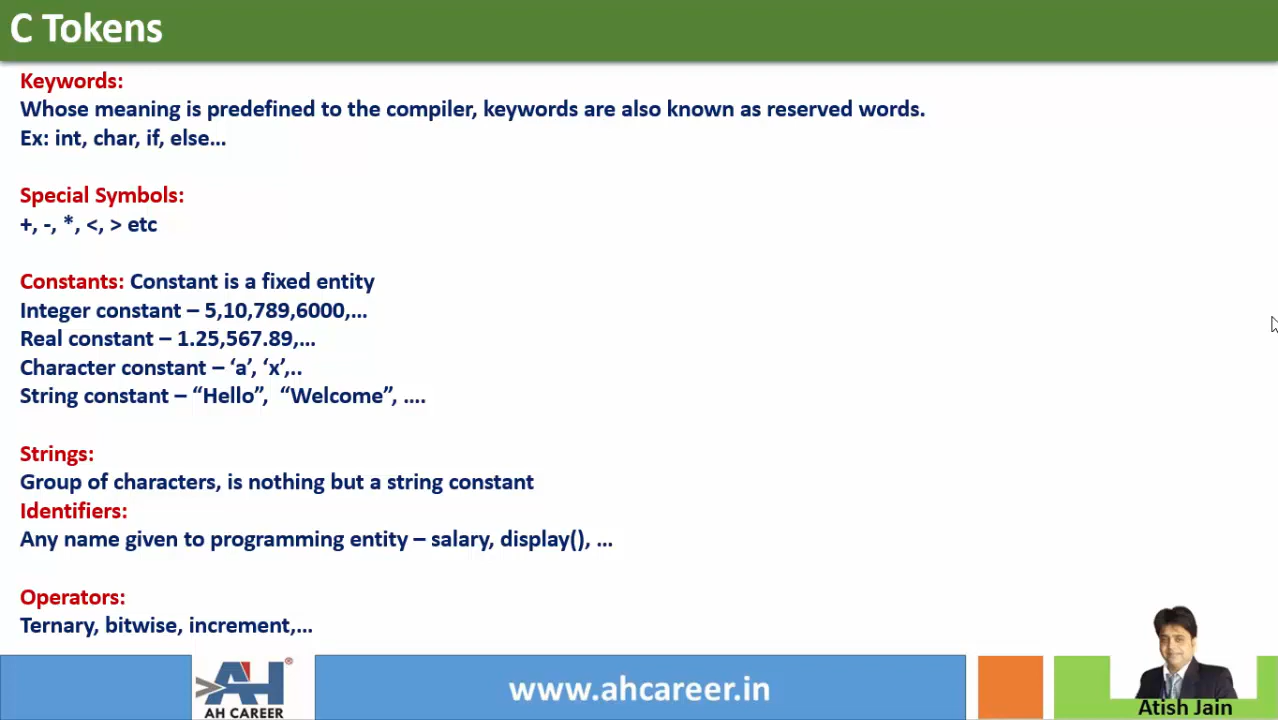 C Tokens
Keywords:
Whose meaning is predefined to the compiler, keywords are also known as reserved words.
Ex: int, char, if, else…
Special Symbols:
+, -, *, <, > etc
Constants: Constant is a fixed entity
Integer constant – 5,10,789,6000,…
Real constant – 1.25,567.89,…
Character constant – ‘a’, ‘x’,..
String constant – “Hello”,  “Welcome”, ….
Strings:
Group of characters, is nothing but a string constant
Identifiers:
Any name given to programming entity – salary, display(), …
Operators:
Ternary, bitwise, increment,…
AH
®
AH CAREER
www.ahcareer.in
Atish Jain